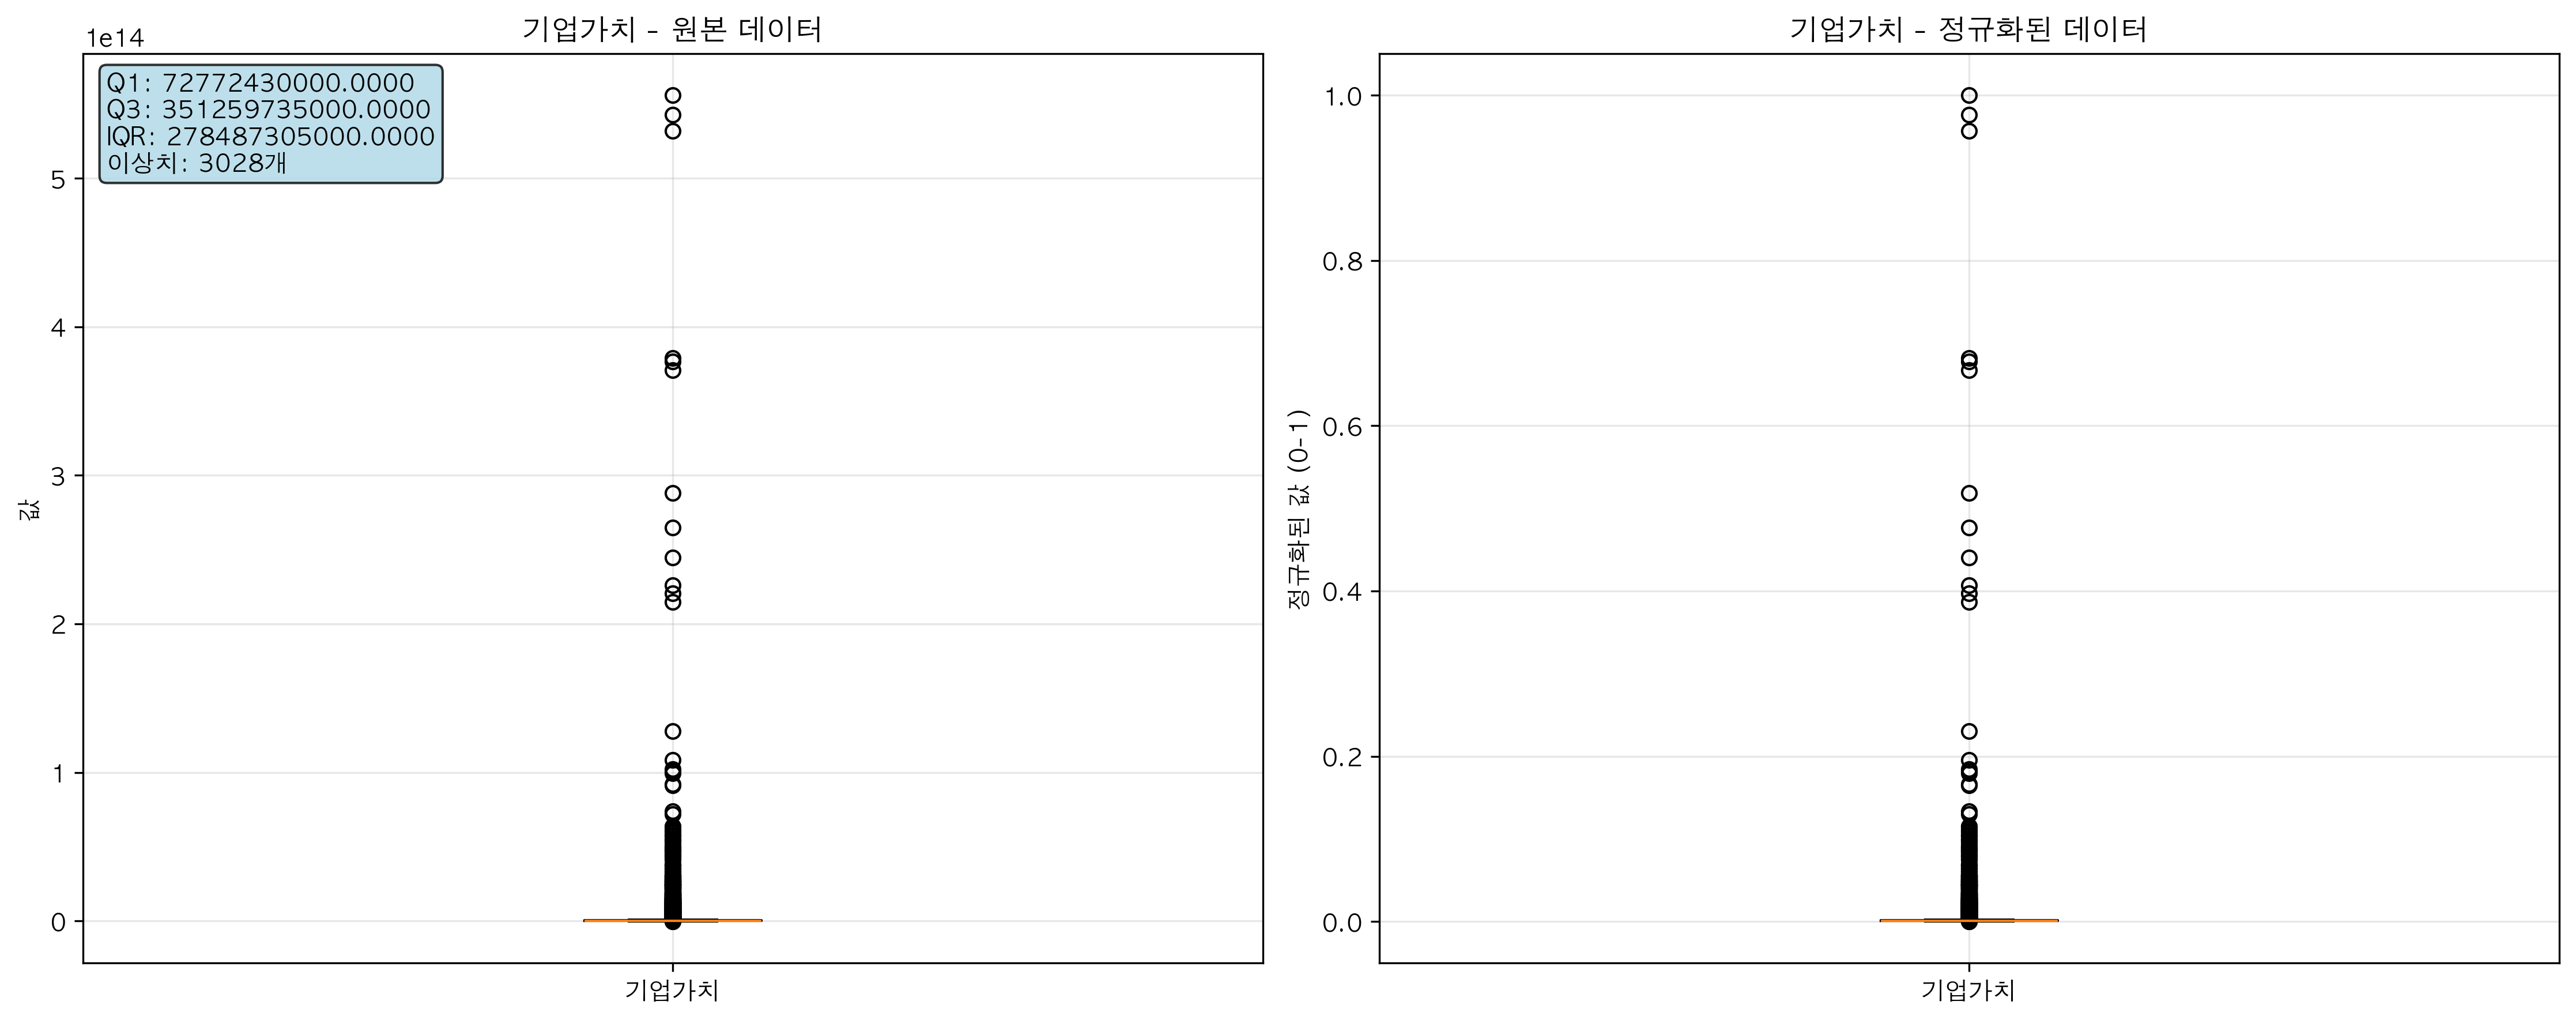 기업가치 - 원본 데이터
1e14
Q1: 72772430000.0000
Q3: 351259735000.0000
IQR: 278487305000.0000
이상치: 3028개
5
4
3
2
1
0
값
기업가치
기업가치 - 정규화된 데이터
1.0
0.8
0.6
0.4
0.2
0.0
정규화된 값 (0-1)
기업가치